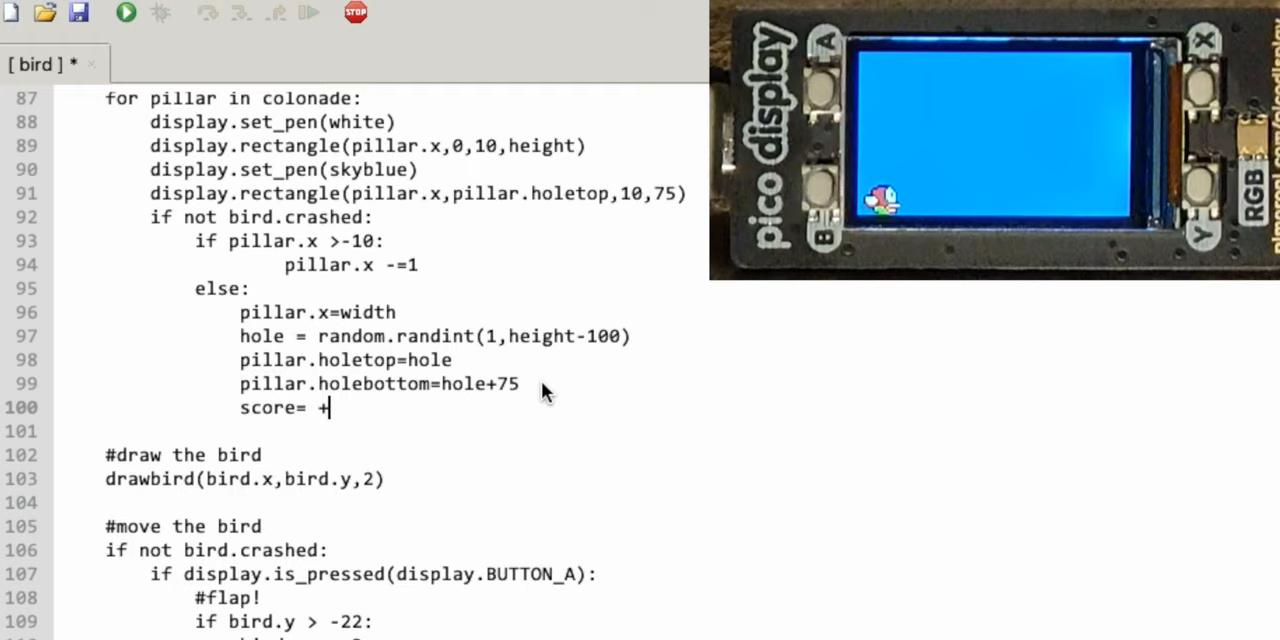 STOP
[ bird ] *
87 for pillar in colonade:
88 display.set_pen(white)
89 display.rectangle(pillar.x,0,10,height)
90 display.set_pen(skyblue)
91 display.rectangle(pillar.x,pillar.holetop,10,75)
92 if not bird.crashed:
93 if pillar.x >-10:
94 pillar.x -=1
95 else:
96 pillar.x=width
97 hole = random.randint(1,height-100)
98 pillar.holetop=hole
99 pillar.holebottom=hole+75
100 score= +
101
102 #draw the bird
103 drawbird(bird.x,bird.y,2)
104
105 #move the bird
106 if not bird.crashed:
107 if display.is_pressed(display.BUTTON_A):
108 #flap!
109 if bird.y > -22:
pico display
A
B
X
Y
RGB